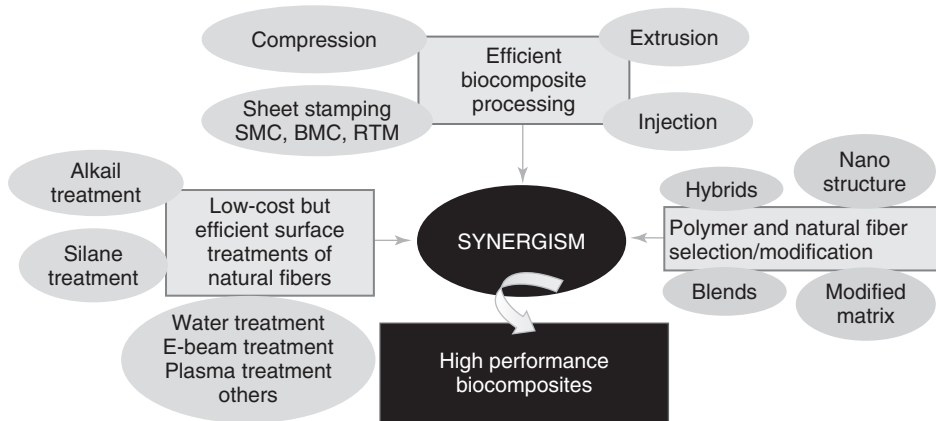 Compression
Extrusion
Efficient
biocomposite
processing
Sheet stamping
SMC, BMC, RTM
Injection
Alkail
treatment
Nano
structure
Hybrids
Low-cost but
efficient surface
treatments of
natural fibers
SYNERGISM
Polymer and natural fiber
selection/modification
Silane
treatment
Blends
Modified
matrix
Water treatment
E-beam treatment
Plasma treatment
others
High performance
biocomposites